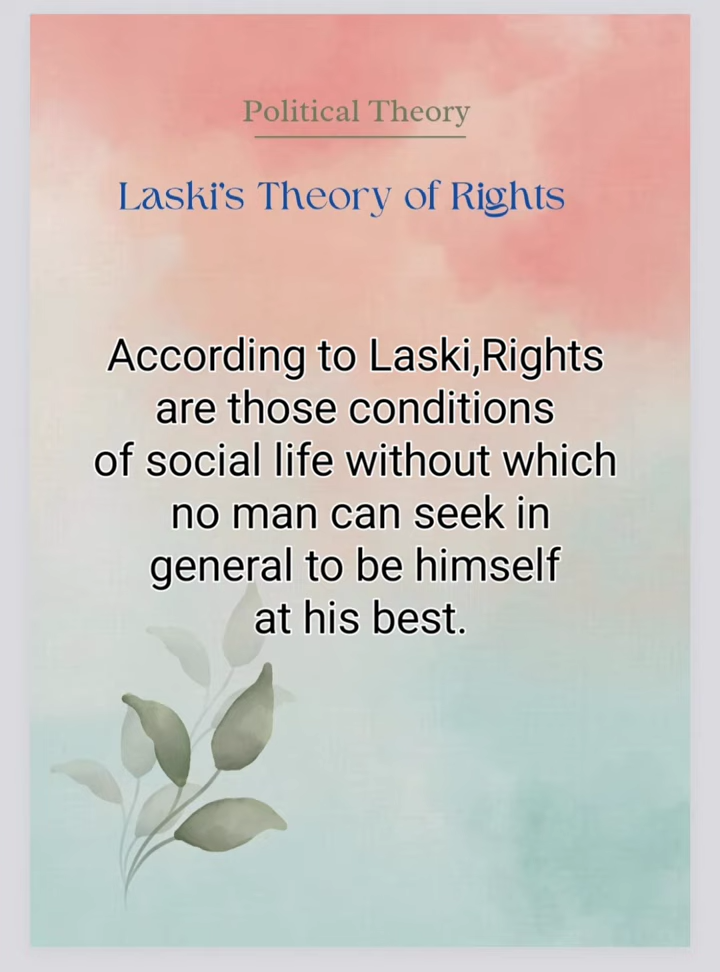 Political Theory
Laski's Theory of Rights
According to Laski,Rights
are those conditions
of social life without which
no man can seek in
general to be himself
at his best.